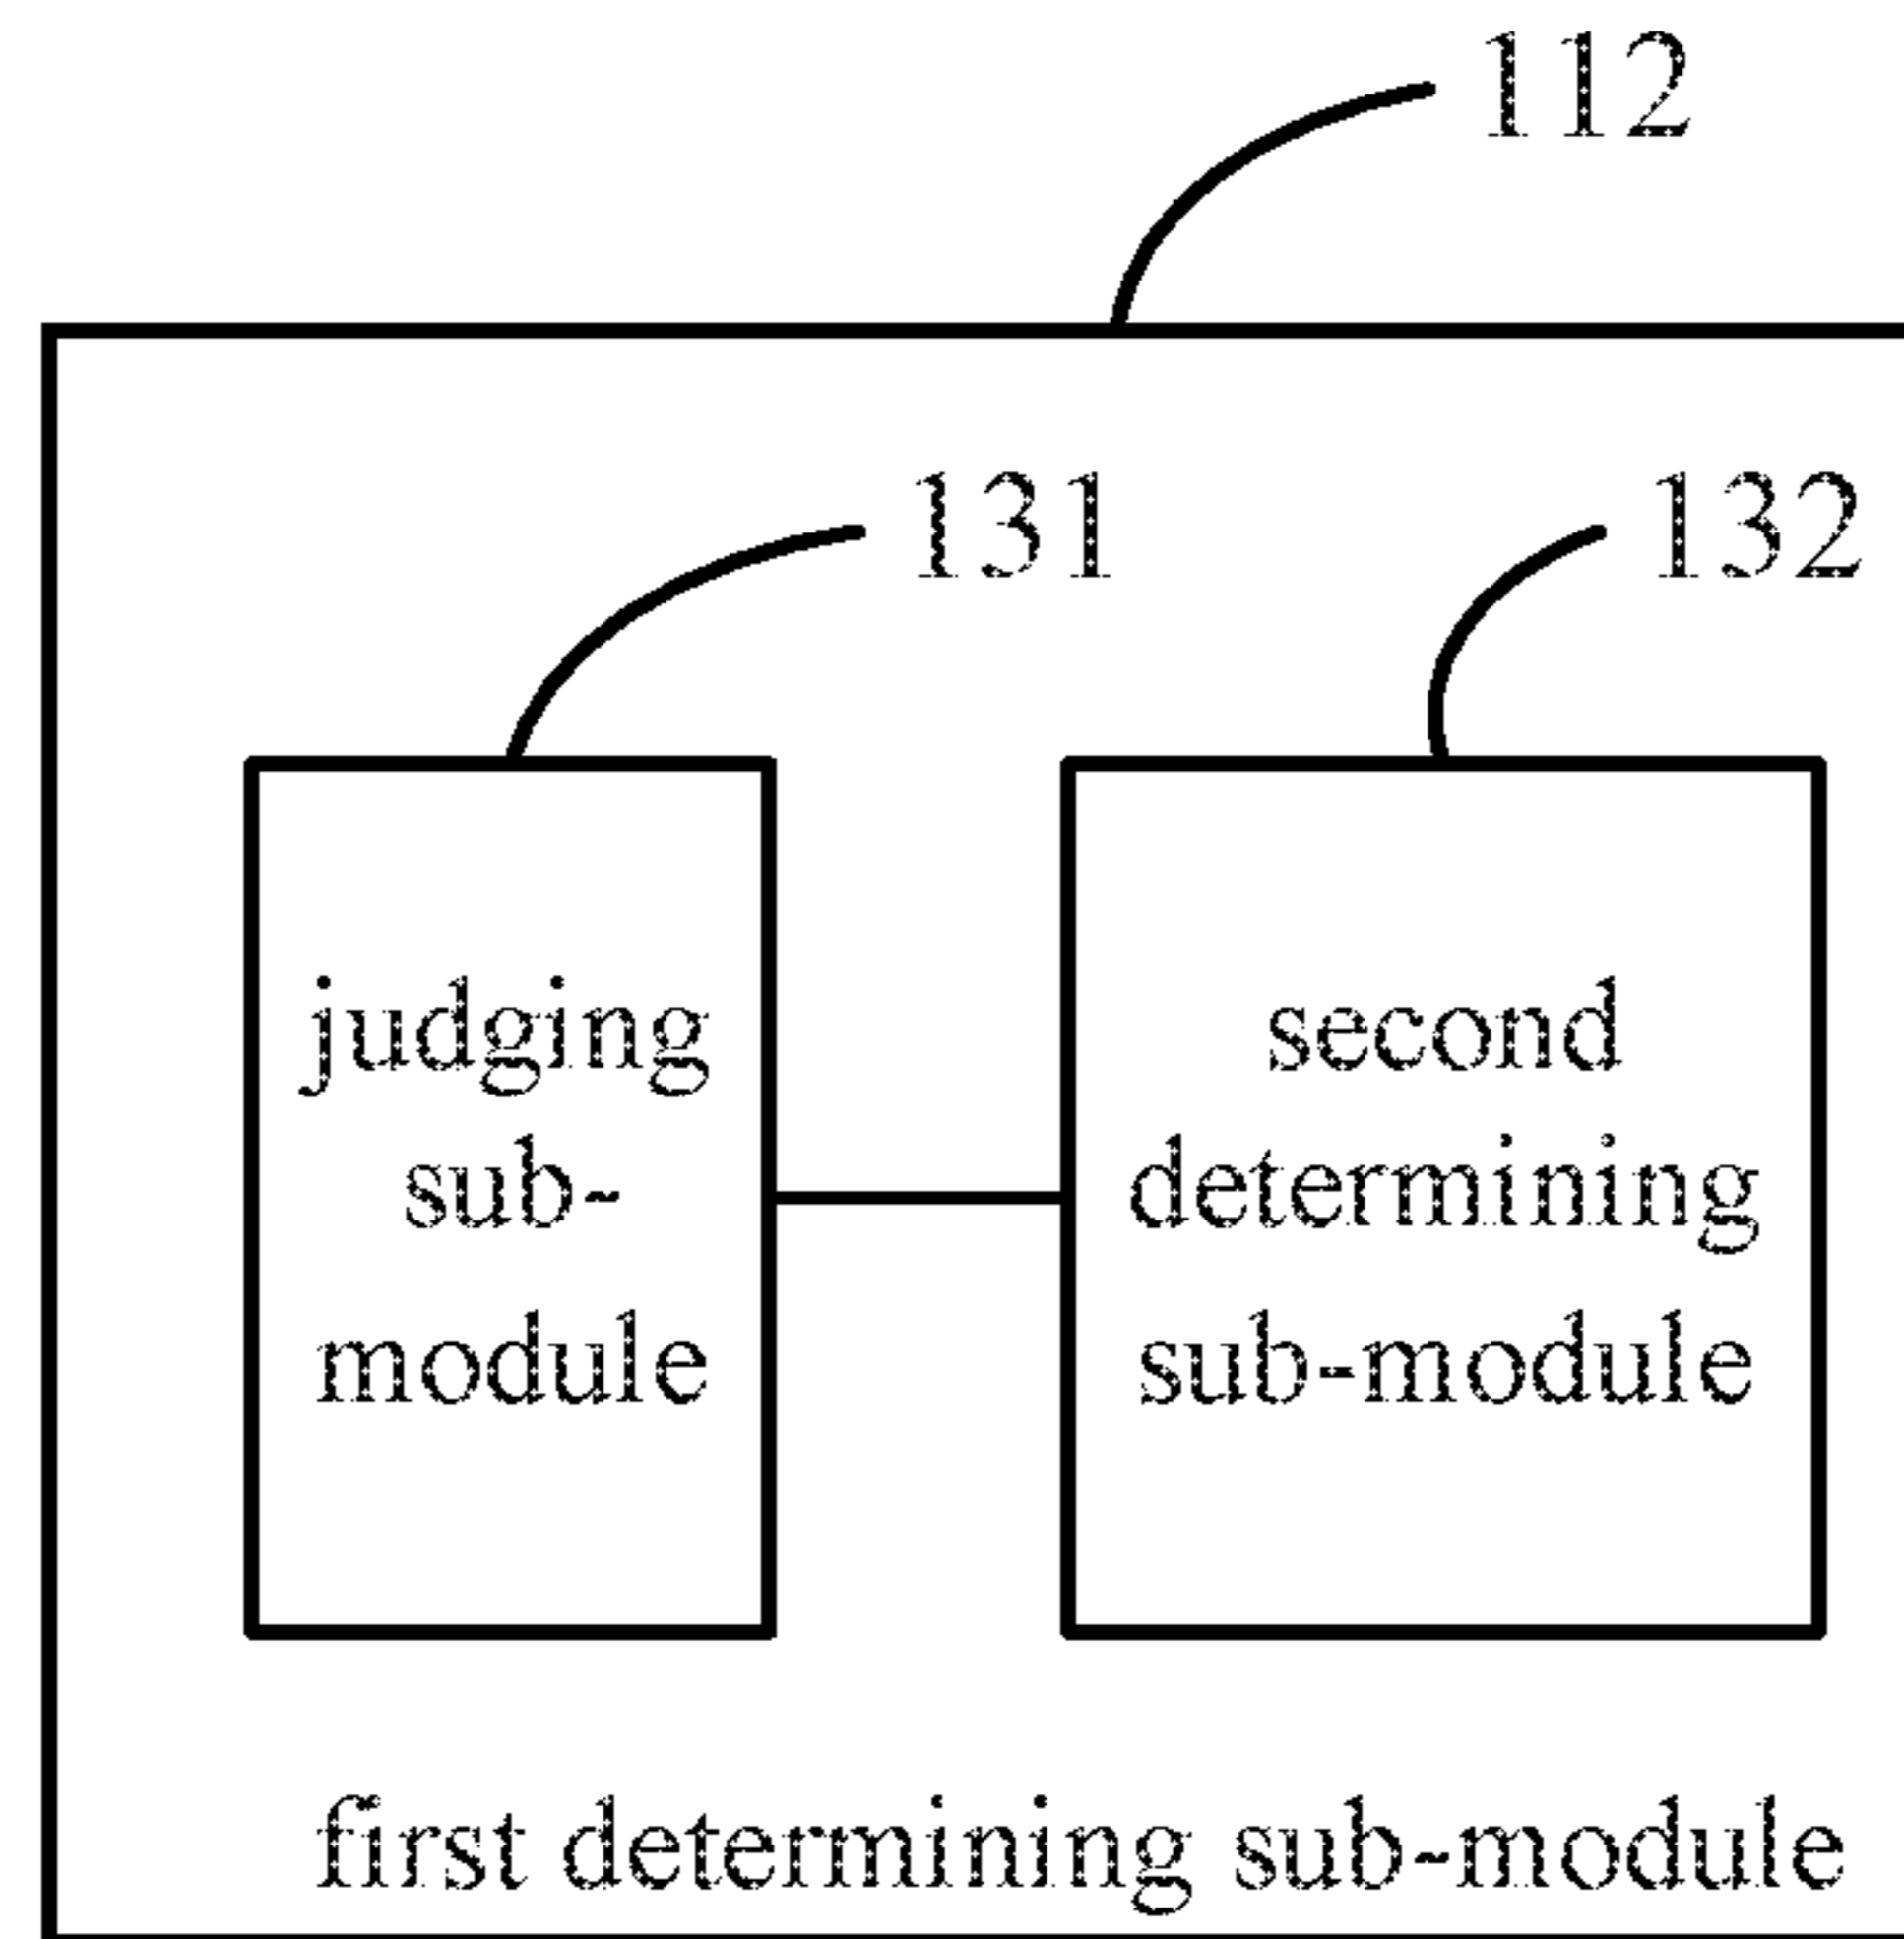 112
131
132
judging
sub-
module
second
determining
sub-module
first determining sub-module